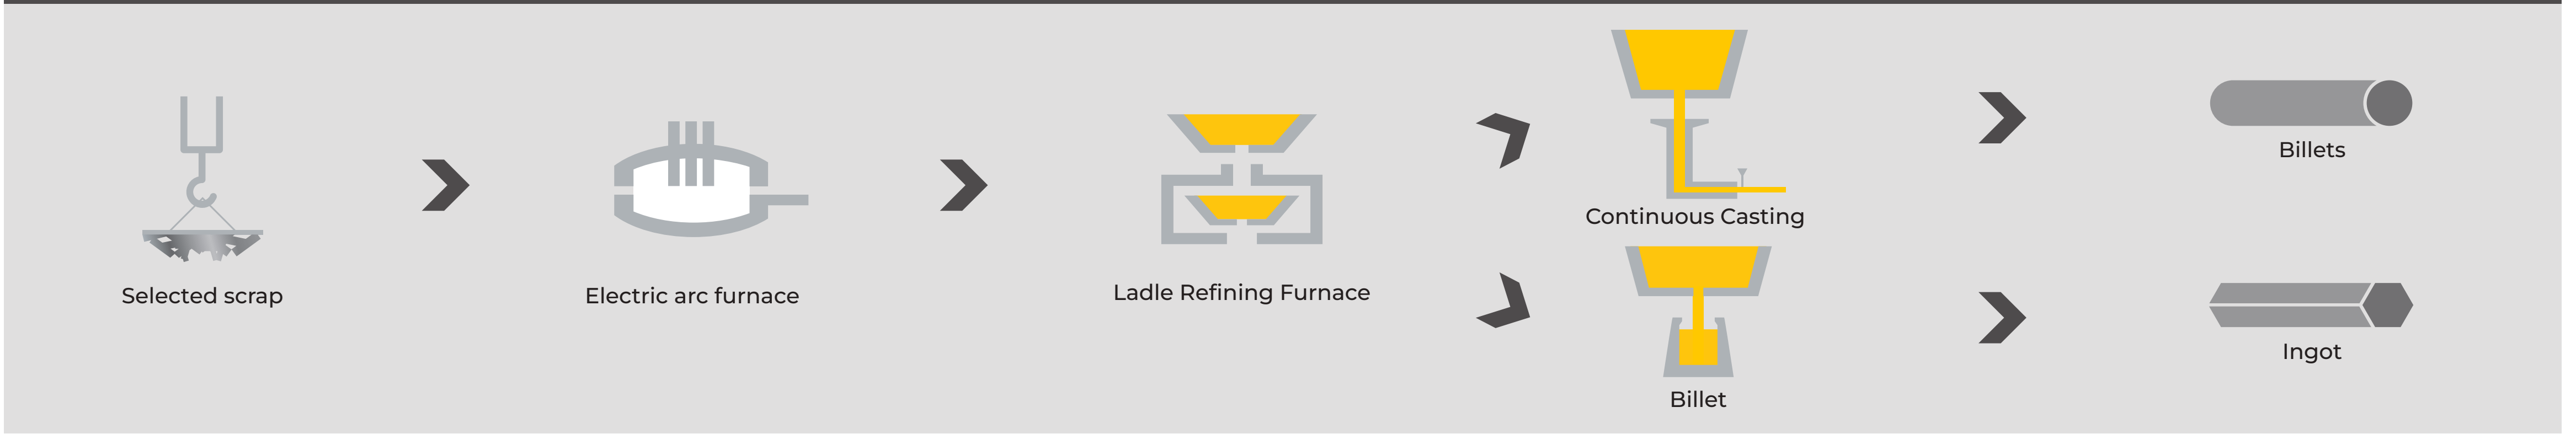 Selected scrap
Electric arc furnace
Ladle Refining Furnace
Continuous Casting
Billet
Billets
Ingot